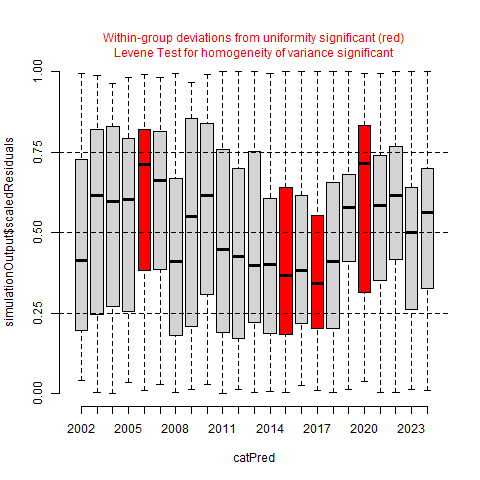 Within-group deviations from uniformity significant (red)
Levene Test for homogeneity of variance significant
simulationOutput$scaledResiduals
1.00
0.75
0.50
0.25
0.00
2002 2005 2008 2011 2014 2017 2020 2023
catPred